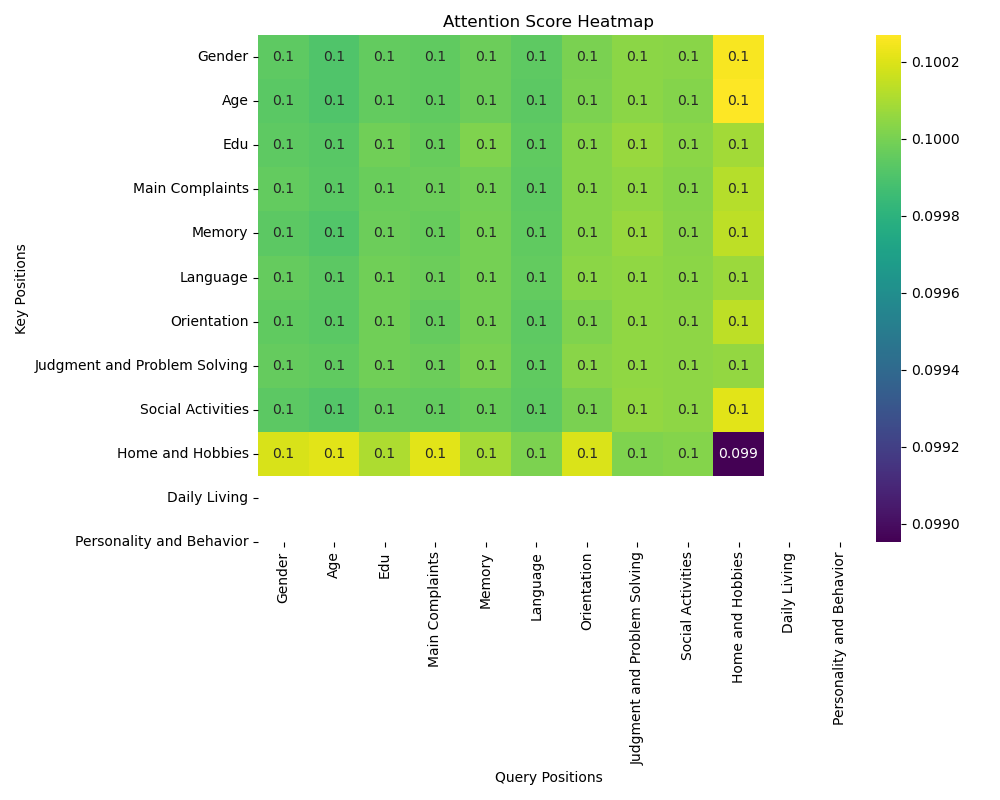 Attention Score Heatmap
Gender 0.1 0.1 0.1 0.1 0.1 0.1 0.1 0.1 0.1 0.1
Age 0.1 0.1 0.1 0.1 0.1 0.1 0.1 0.1 0.1 0.1
Edu 0.1 0.1 0.1 0.1 0.1 0.1 0.1 0.1 0.1 0.1
Main Complaints 0.1 0.1 0.1 0.1 0.1 0.1 0.1 0.1 0.1 0.1
Memory 0.1 0.1 0.1 0.1 0.1 0.1 0.1 0.1 0.1 0.1
Language 0.1 0.1 0.1 0.1 0.1 0.1 0.1 0.1 0.1 0.1
Orientation 0.1 0.1 0.1 0.1 0.1 0.1 0.1 0.1 0.1 0.1
Judgment and Problem Solving 0.1 0.1 0.1 0.1 0.1 0.1 0.1 0.1 0.1 0.1
Social Activities 0.1 0.1 0.1 0.1 0.1 0.1 0.1 0.1 0.1 0.1
Home and Hobbies 0.1 0.1 0.1 0.1 0.1 0.1 0.1 0.1 0.1 0.099
Daily Living
Personality and Behavior
Key Positions
Gender
Age
Edu
Main Complaints
Memory
Language
Orientation
Judgment and Problem Solving
Social Activities
Home and Hobbies
Daily Living
Personality and Behavior
Query Positions
0.1002
0.1000
0.0998
0.0996
0.0994
0.0992
0.0990